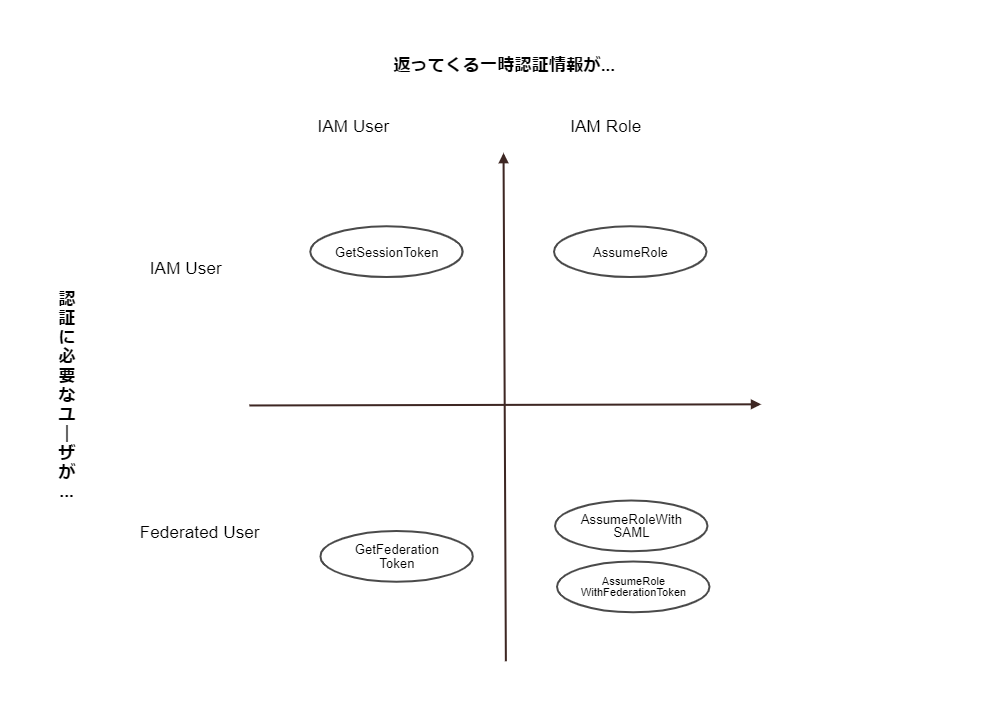 返ってくる一時認証情報が...
IAM User
IAM Role
IAM User
GetSessionToken
AssumeRole
認証に必要なユーザが...
Federated User
GetFederation
Token
AssumeRoleWith
SAML
AssumeRole
WithFederationToken